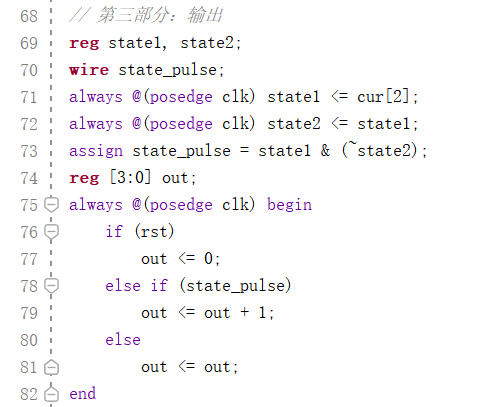 68 // 第三部分：输出
69 reg state1, state2;
70 wire state_pulse;
71 always @(posedge clk) state1 <= cur[2];
72 always @(posedge clk) state2 <= state1;
73 assign state_pulse = state1 & (~state2);
74 reg [3:0] out;
75 always @(posedge clk) begin
76     if (rst)
77         out <= 0;
78     else if (state_pulse)
79         out <= out + 1;
80     else
81         out <= out;
82 end